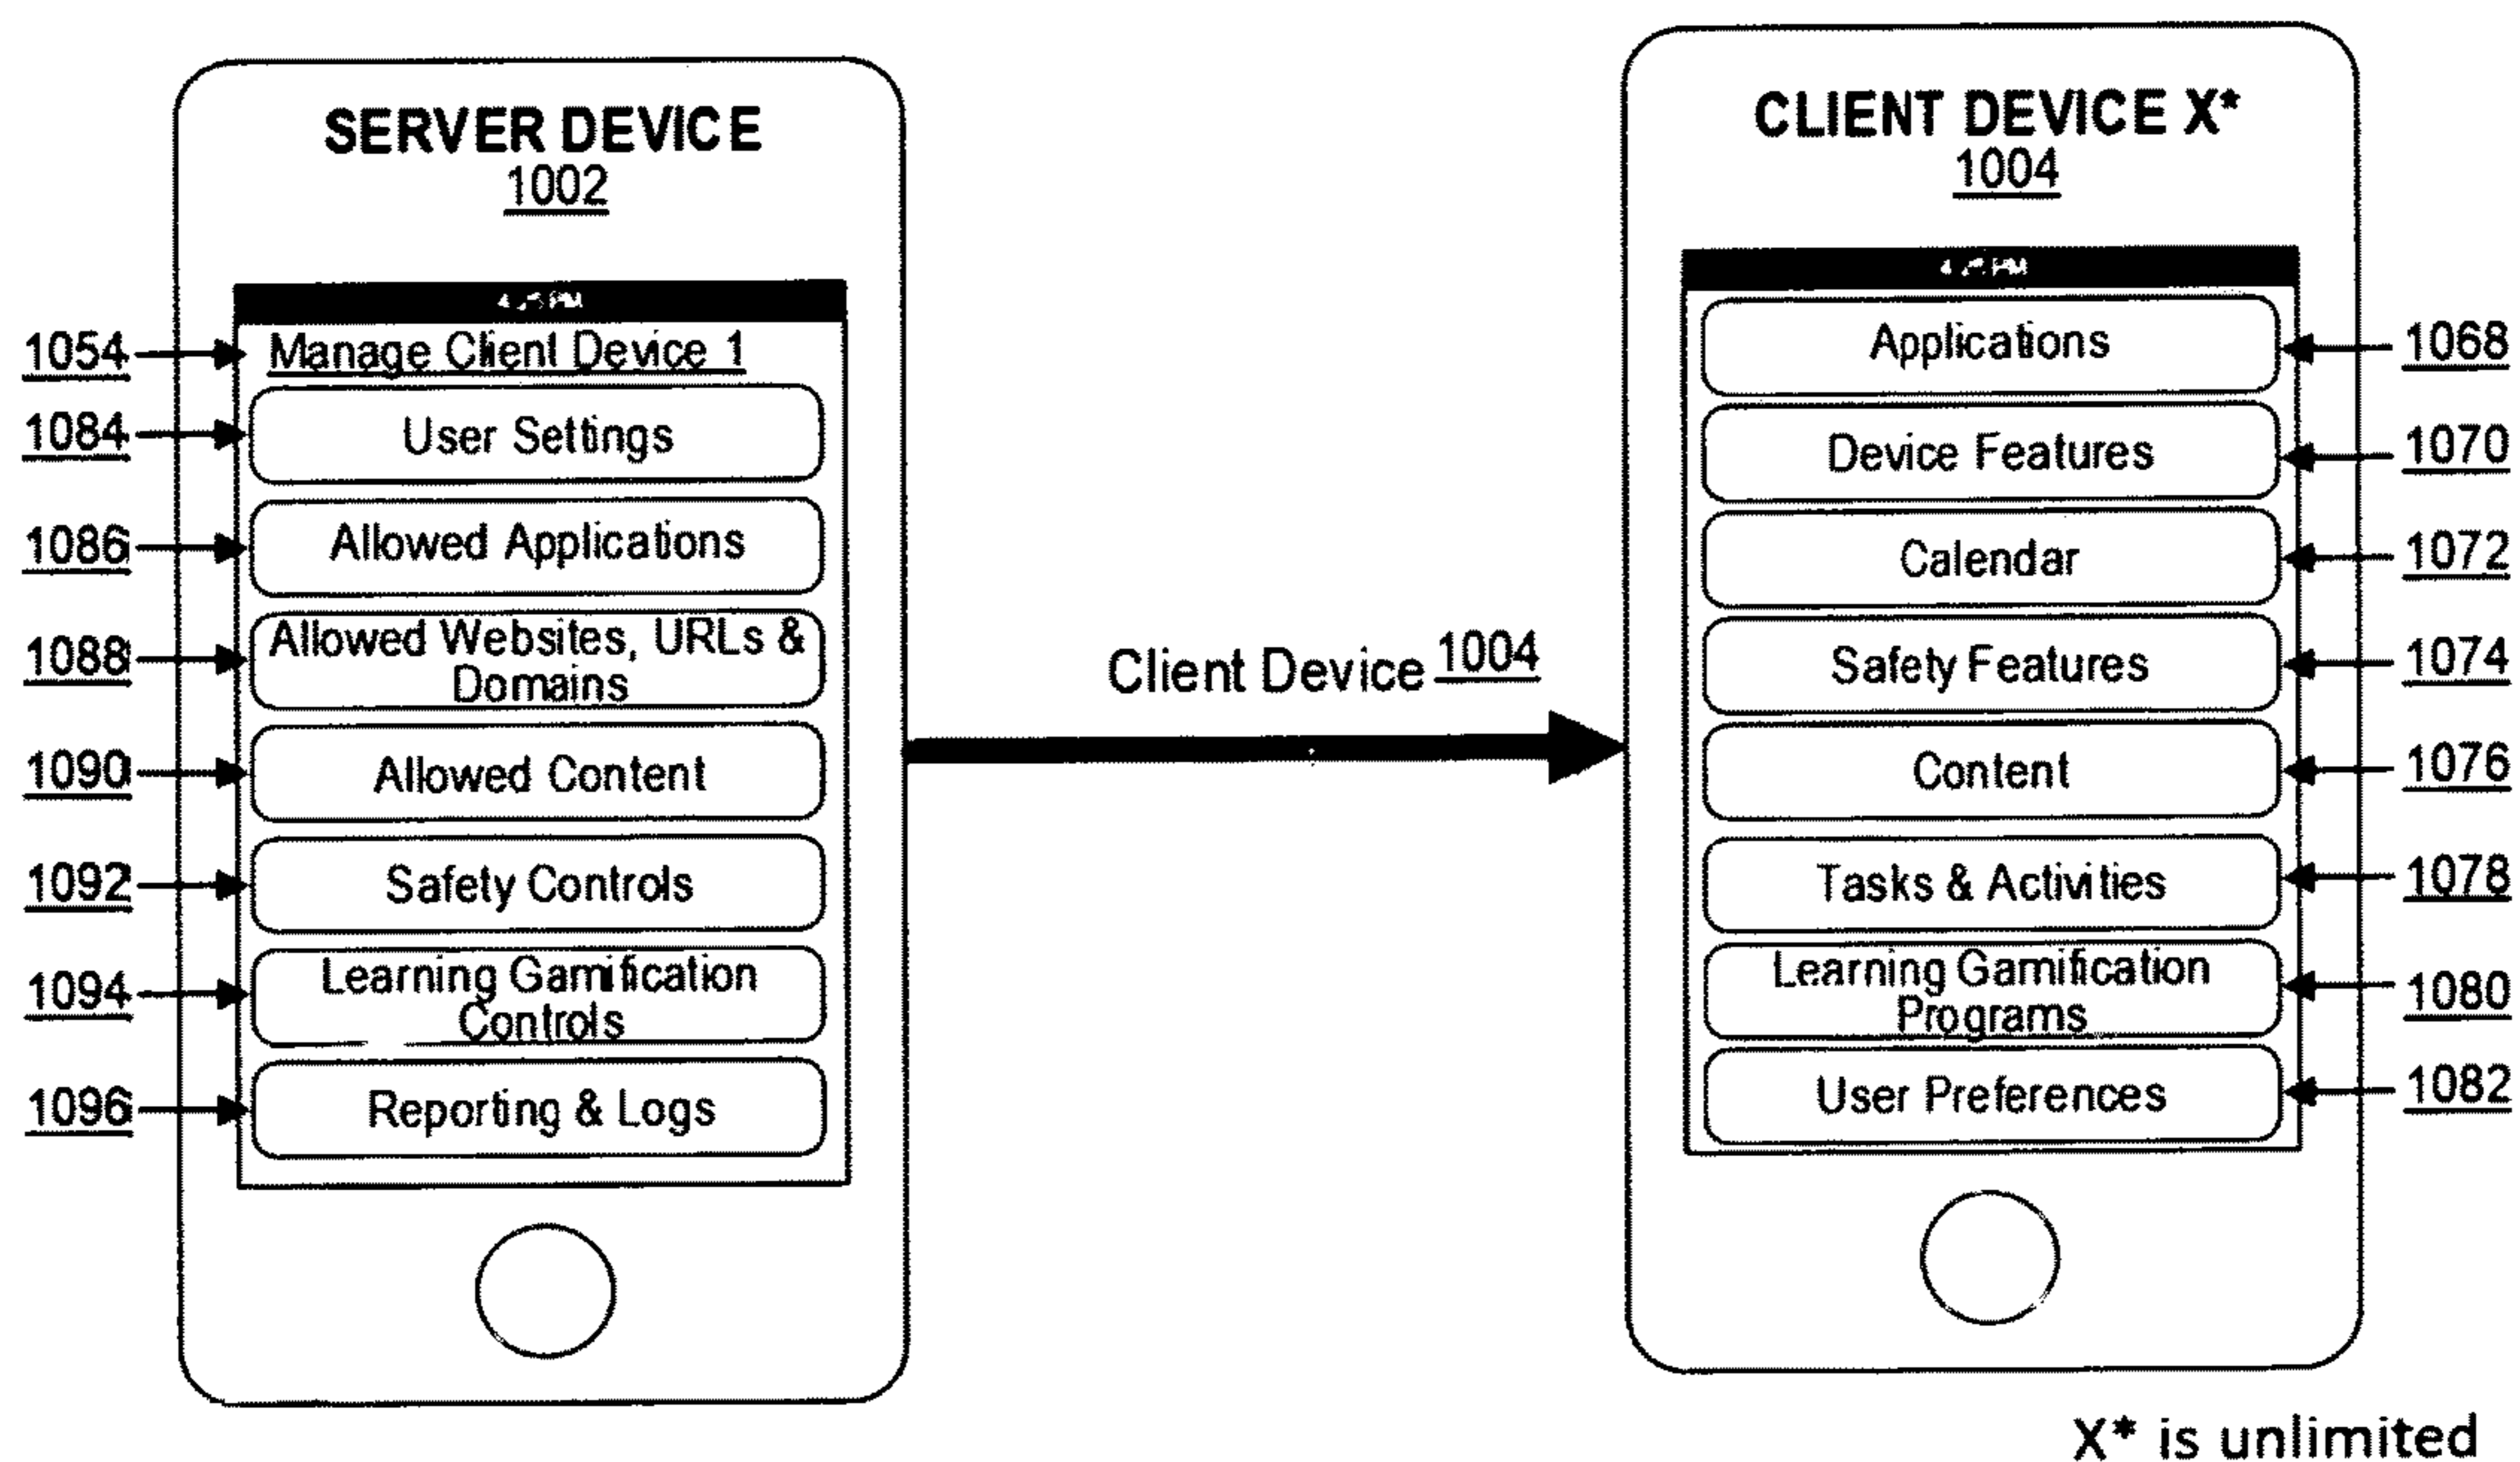 SERVER DEVICE
1002
1054
Manage Client Device 1
1084
User Settings
1086
Allowed Applications
1088
Allowed Websites, URLs &
Domains
1090
Allowed Content
1092
Safety Controls
1094
Learning Gamification
Controls
1096
Reporting & Logs
Client Device 1004
CLIENT DEVICE X*
1004
Applications
1068
Device Features
1070
Calendar
1072
Safety Features
1074
Content
1076
Tasks & Activities
1078
Learning Gamification
Programs
1080
User Preferences
1082
X* is unlimited